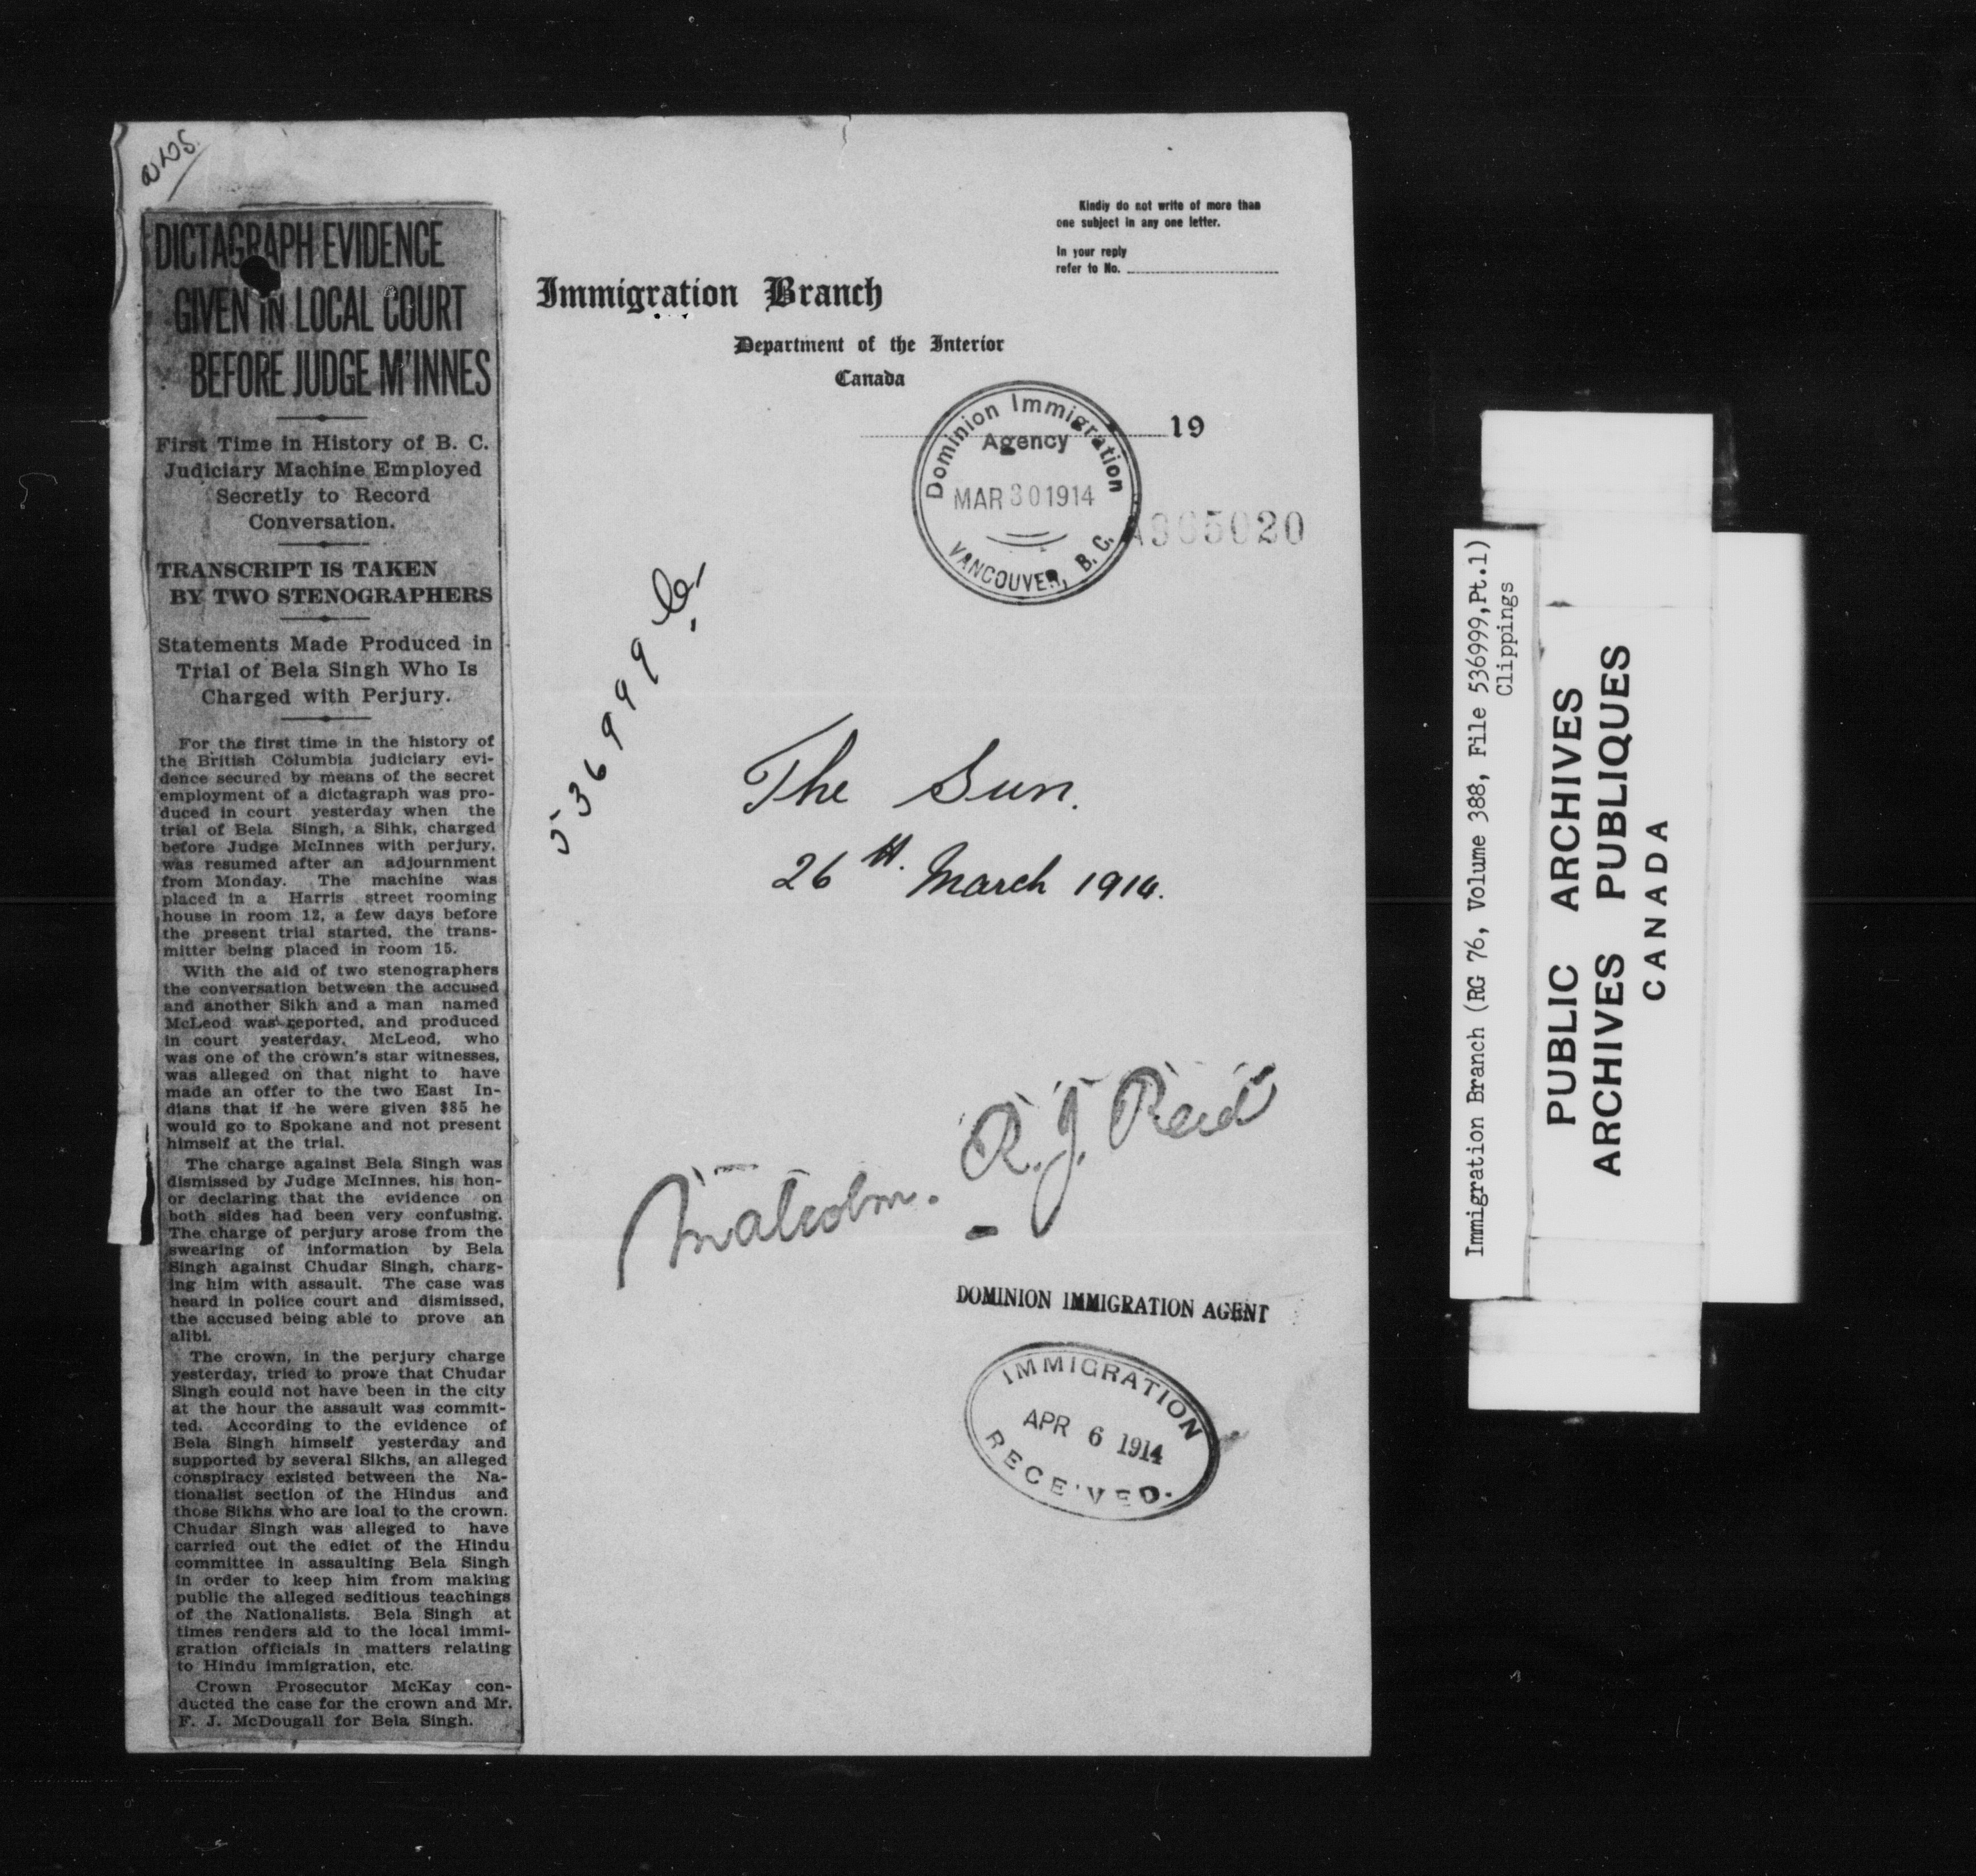 DICTAGRAPH EVIDENCE
GIVEN IN LOCAL COURT
BEFORE JUDGE M'INNES
First Time in History of B. C.
Judiciary Machine Employed
Secretly to Record
Conversation.
TRANSCRIPT IS TAKEN
BY TWO STENOGRAPHERS
Statements Made Produced in
Trial of Bela Singh Who Is
Charged with Perjury.
For the first time in the history of
the British Columbia judiciary evi-
dence secured by means of the secret
employment of a dictagraph was pro-
duced in court yesterday when the
trial of Bela Singh, a Sihk, charged
before Judge McInnes with perjury,
was resumed after an adjournment
from Monday. The machine was
placed in a Harris street rooming
house in room 12, a few days before
the present trial started, the trans-
mitter being placed in room 15.
With the aid of two stenographers
the conversation between the accused
and another Sikh and a man named
McLeod was reported, and produced
in court yesterday. McLeod, who
was one of the crown's star witnesses,
was alleged on that night to have
made an offer to the two East In-
dians that if he were given $85 he
would go to Spokane and not present
himself at the trial.
The charge against Bela Singh was
dismissed by Judge McInnes, his hon-
or declaring that the evidence on
both sides had been very confusing.
The charge of perjury arose from the
swearing of information by Bela
Singh against Chudar Singh, charg-
ing him with assault. The case was
heard in police court and dismissed,
the accused being able to prove an
alibi.
The crown, in the perjury charge
yesterday, tried to prove that Chudar
Singh could not have been in the city
at the hour the assault was commit-
ted. According to the evidence of
Bela Singh himself yesterday and
supported by several Sikhs, an alleged
conspiracy existed between the Na-
tionalist section of the Hindus and
those Sikhs who are loal to the crown.
Chudar Singh was alleged to have
carried out the edict of the Hindu
committee in assaulting Bela Singh
in order to keep him from making
public the alleged seditious teachings
of the Nationalists. Bela Singh at
times renders aid to the local immi-
gration officials in matters relating
to Hindu immigration, etc.
Crown Prosecutor McKay con-
ducted the case for the crown and Mr.
F. J. McDougall for Bela Singh.
Kindly do not write of more than
one subject in any one letter.
In your reply
refer to No.
Immigration Branch
Department of the Interior
Canada
19
Dominion Immigration
Agency
MAR 30 1914
VANCOUVER, B. C.
A905020
536999
The Sun.
26th. March 1914.
Malcolm. R. J. Reid
DOMINION IMMIGRATION AGENT
IMMIGRATION
APR 6 1914
RECEIVED.
Immigration Branch (RG 76, Volume 388, File 536999,Pt.1)
Clippings
PUBLIC ARCHIVES
ARCHIVES PUBLIQUES
CANADA